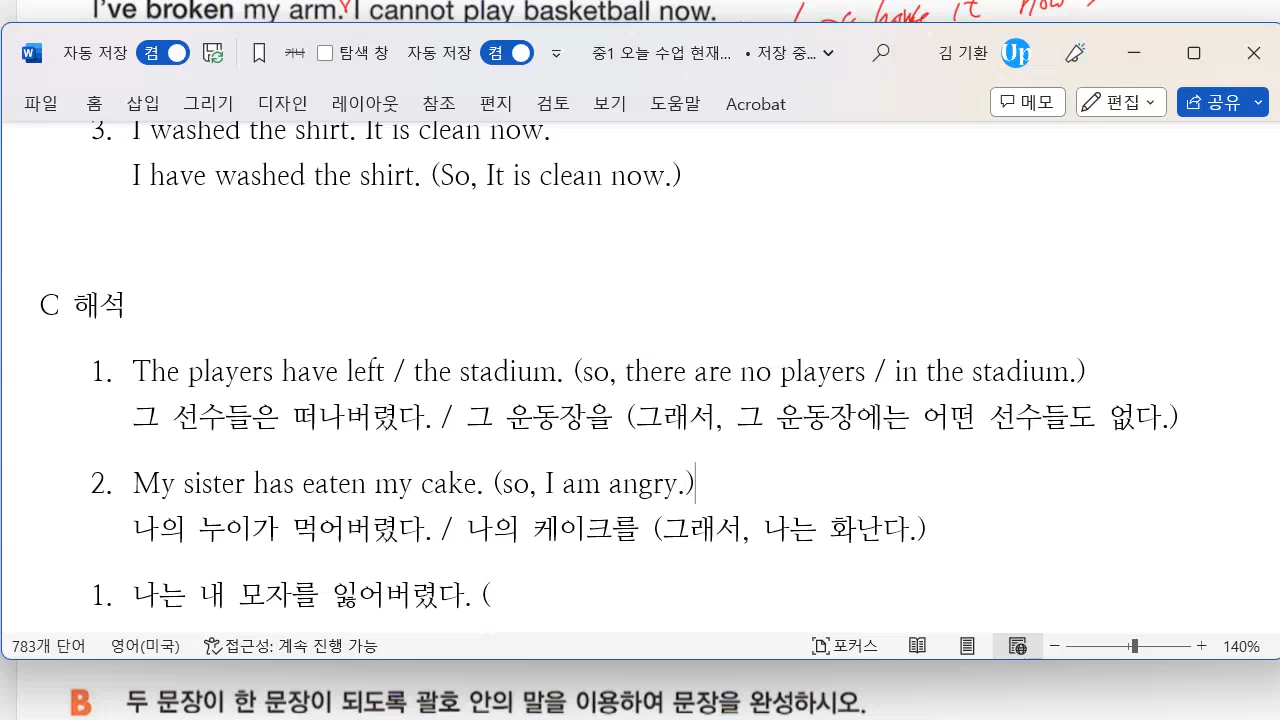 I've broken my arm. I cannot play basketball now.
have it now
자동 저장 켬 가나 탐색 창 자동 저장 켬 중1 오늘 수업 현재... • 저장 중... 김 기환 Up
파일 홈 삽입 그리기 디자인 레이아웃 참조 편지 검토 보기 도움말 Acrobat 메모 편집 공유
3. I washed the shirt. It is clean now.
I have washed the shirt. (So, It is clean now.)
C 해석
1. The players have left / the stadium. (so, there are no players / in the stadium.)
그 선수들은 떠나버렸다. / 그 운동장을 (그래서, 그 운동장에는 어떤 선수들도 없다.)
2. My sister has eaten my cake. (so, I am angry.)
나의 누이가 먹어버렸다. / 나의 케이크를 (그래서, 나는 화난다.)
1. 나는 내 모자를 잃어버렸다. (
783개 단어 영어(미국) 접근성: 계속 진행 가능 포커스 140%
B 두 문장이 한 문장이 되도록 괄호 안의 말을 이용하여 문장을 완성하시오.